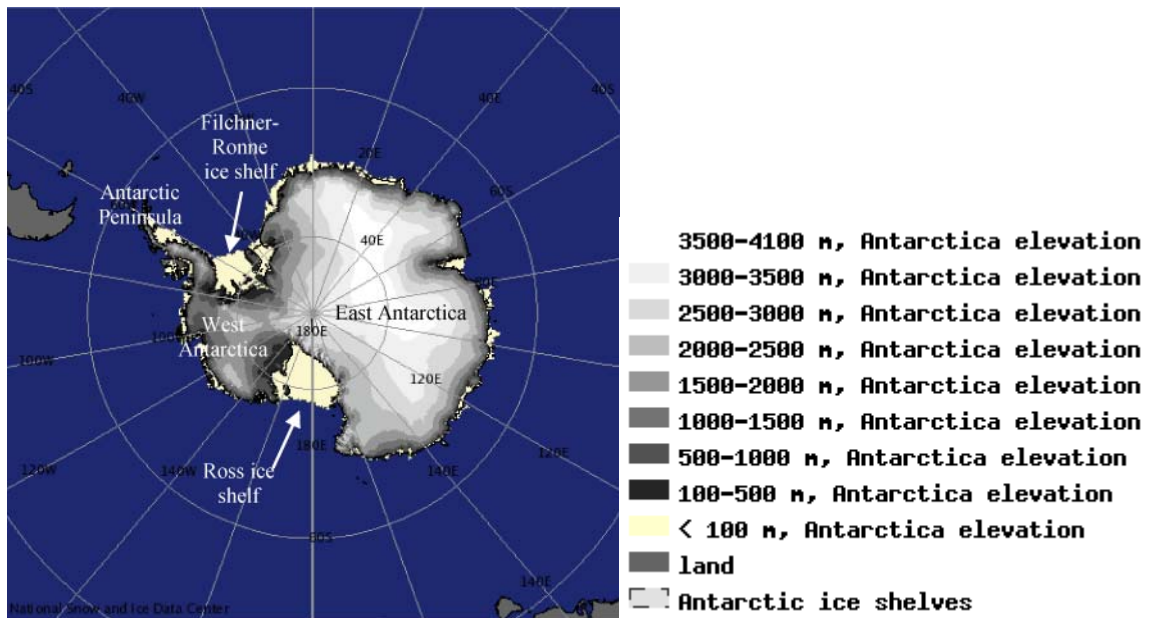 40S
40W
40E
40S
Filchner-
Ronne
ice shelf
20E
Antarctic
Peninsula
60S
40E
80E
West
Antarctica
East Antarctica
180E
100W
100W
120E
180E
Ross ice
shelf
120W
140W
140E
120E
60S
140E
National Snow and Ice Data Center
3500-4100 m, Antarctica elevation
3000-3500 m, Antarctica elevation
2500-3000 m, Antarctica elevation
2000-2500 m, Antarctica elevation
1500-2000 m, Antarctica elevation
1000-1500 m, Antarctica elevation
500-1000 m, Antarctica elevation
100-500 m, Antarctica elevation
< 100 m, Antarctica elevation
land
Antarctic ice shelves